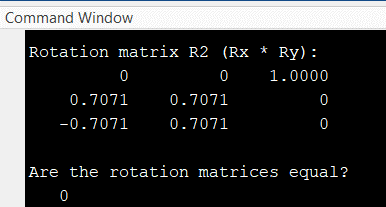 Command Window
Rotation matrix R2 (Rx * Ry):
0 0 1.0000
0.7071 0.7071 0
-0.7071 0.7071 0
Are the rotation matrices equal?
0